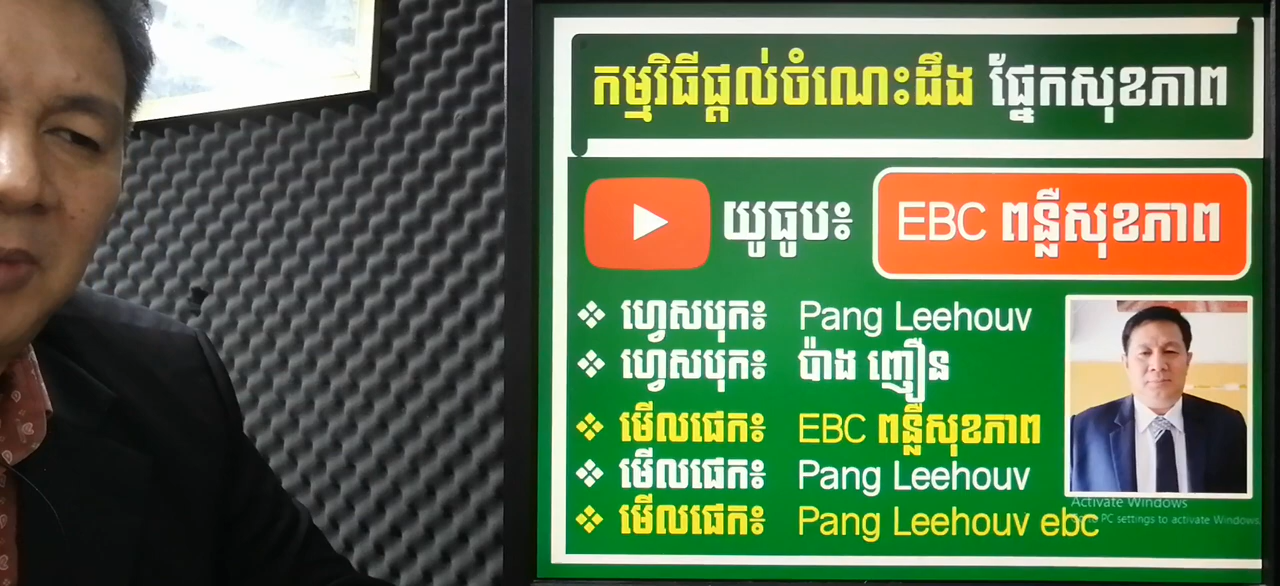 កម្មវិធីផ្តល់ចំណេះដឹង ផ្នែកសុខភាព
យូធូប៖ EBC ពន្លឺសុខភាព
❖ ហ្វេសបុក៖ Pang Leehouv
❖ ហ្វេសបុក៖ ប៉ាង ញឿន
❖ មើលផេក៖ EBC ពន្លឺសុខភាព
❖ មើលផេក៖ Pang Leehouv
❖ មើលផេក៖ Pang Leehouv ebc
Activate Windows
PC settings to activate Windows.